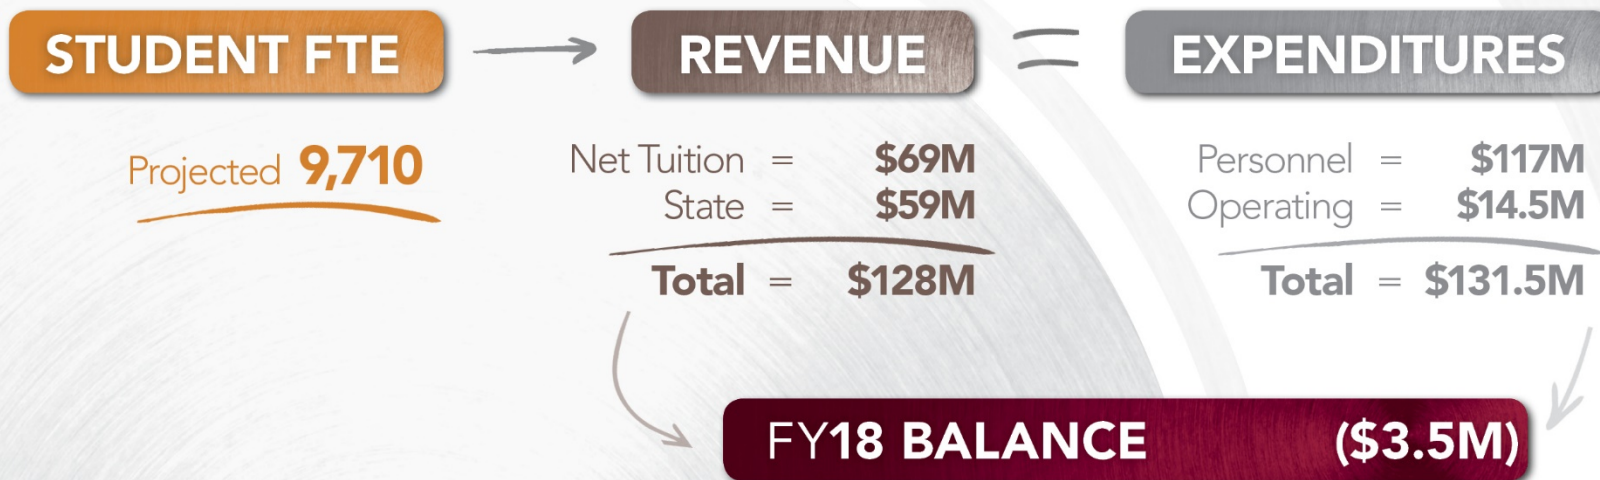 STUDENT FTE
Projected 9,710
REVENUE
Net Tuition = $69M
State = $59M
Total = $128M
=
EXPENDITURES
Personnel = $117M
Operating = $14.5M
Total = $131.5M
FY18 BALANCE ($3.5M)